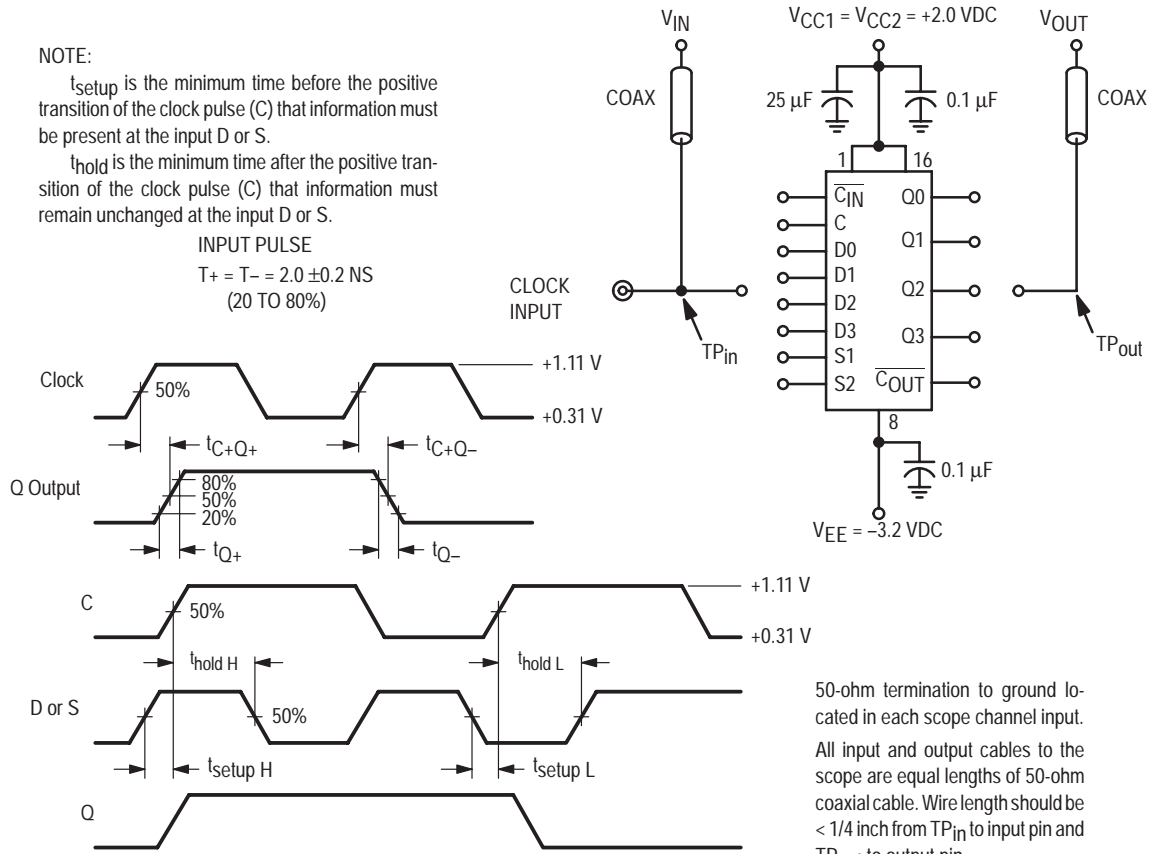 NOTE:
tsetup is the minimum time before the positive
transition of the clock pulse (C) that information must
be present at the input D or S.
thold is the minimum time after the positive tran-
sition of the clock pulse (C) that information must
remain unchanged at the input D or S.
INPUT PULSE
T+ = T– = 2.0 ±0.2 NS
(20 TO 80%)
VIN
VCC1 = VCC2 = +2.0 VDC
VOUT
COAX
25 µF
0.1 µF
COAX
1
16
CIN
C
D0
D1
D2
D3
S1
S2
Q0
Q1
Q2
Q3
COUT
8
0.1 µF
VEE = –3.2 VDC
CLOCK
INPUT
TPin
TPout
Clock
50%
+1.11 V
+0.31 V
tC+Q+
tC+Q–
Q Output
80%
50%
20%
tQ+
tQ–
C
50%
+1.11 V
+0.31 V
thold H
thold L
D or S
50%
tsetup H
tsetup L
Q
50-ohm termination to ground lo-
cated in each scope channel input.
All input and output cables to the
scope are equal lengths of 50-ohm
coaxial cable. Wire length should be
< 1/4 inch from TPin to input pin and
to output pin